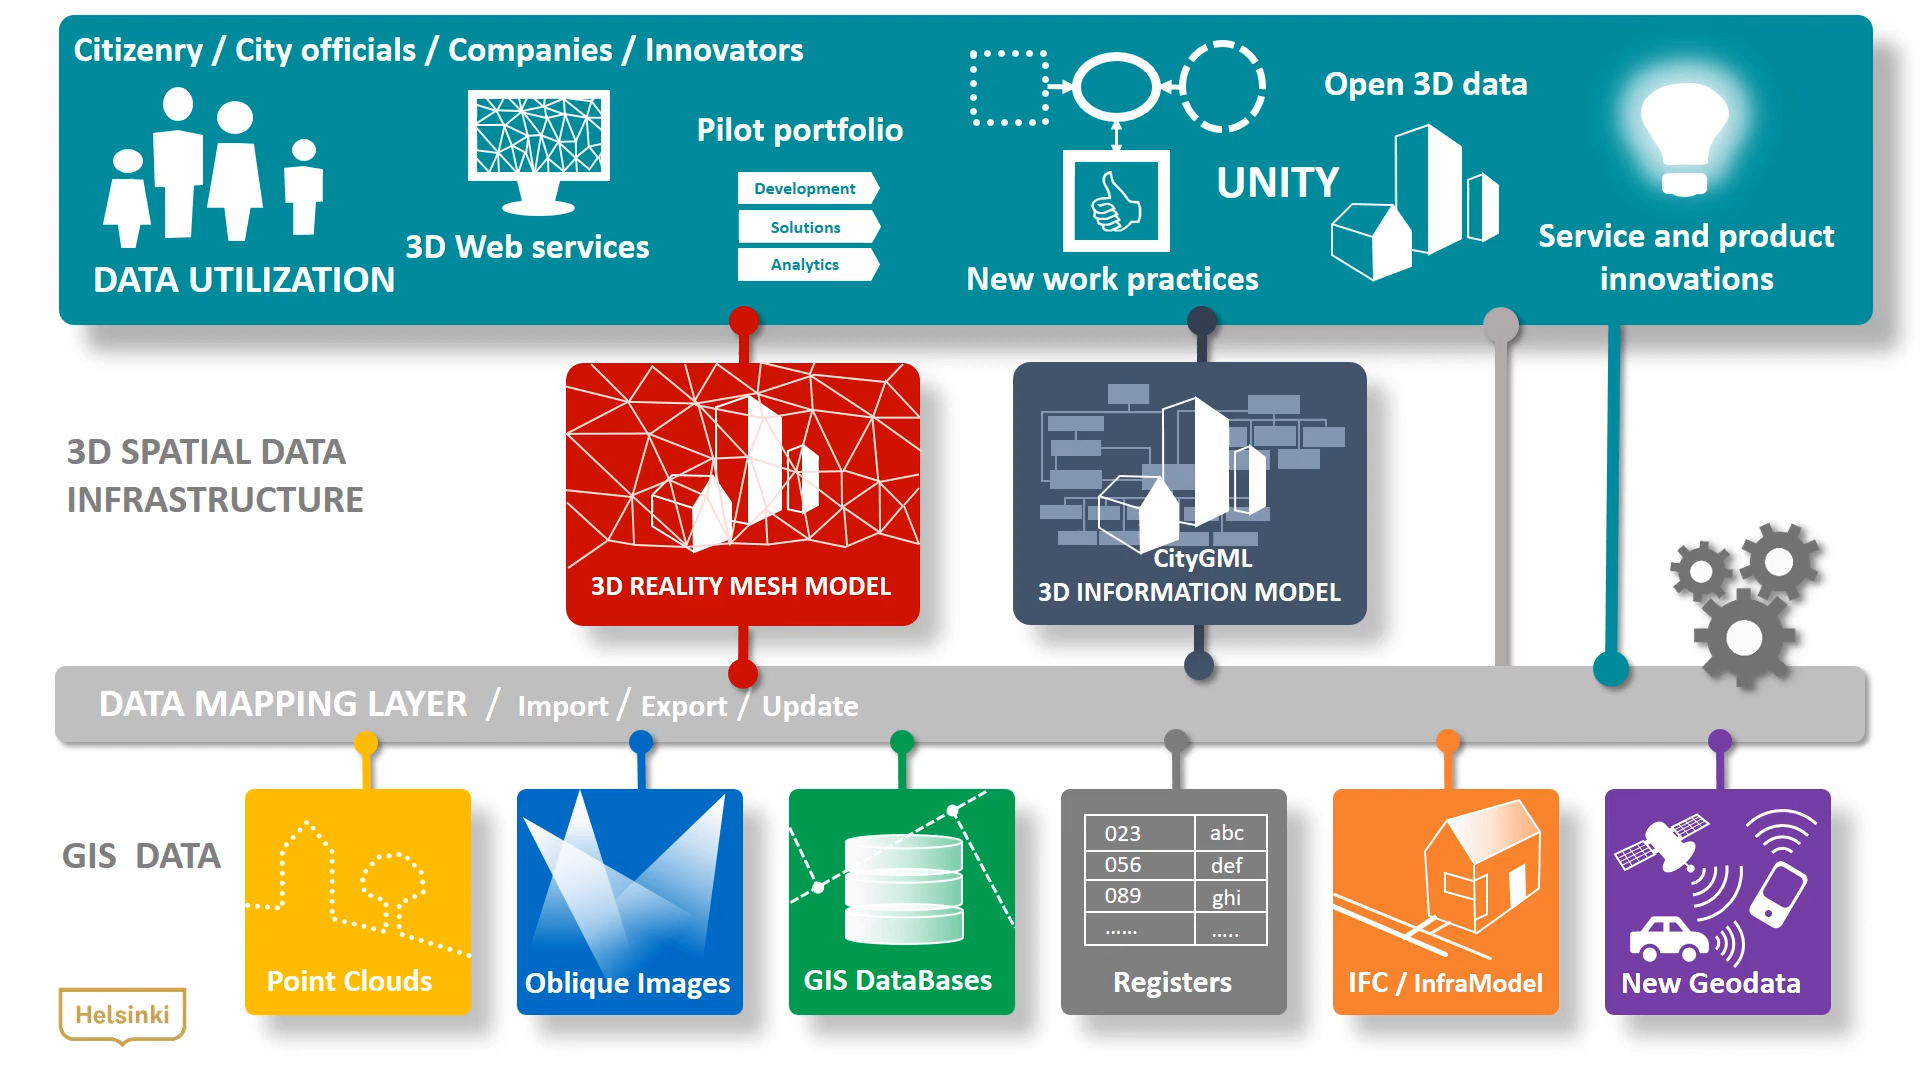 Citizenry / City officials / Companies / Innovators
DATA UTILIZATION
3D Web services
Pilot portfolio
Development
Solutions
Analytics
New work practices
UNITY
Open 3D data
Service and product
innovations
3D SPATIAL DATA
INFRASTRUCTURE
3D REALITY MESH MODEL
CityGML
3D INFORMATION MODEL
DATA MAPPING LAYER / Import / Export / Update
GIS DATA
Point Clouds
Oblique Images
GIS DataBases
023 abc
056 def
089 ghi
...... .....
Registers
IFC / InfraModel
New Geodata
Helsinki